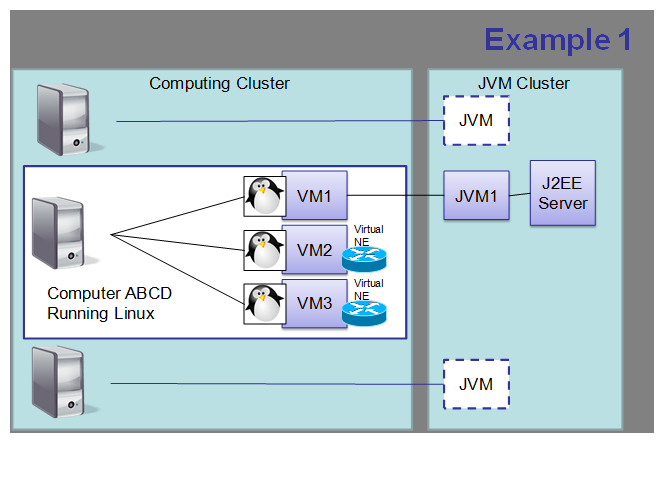 Example 1
Computing Cluster
JVM Cluster
JVM
VM1
JVM1
J2EE
Server
VM2
Virtual
NE
Computer ABCD
Running Linux
VM3
Virtual
NE
JVM